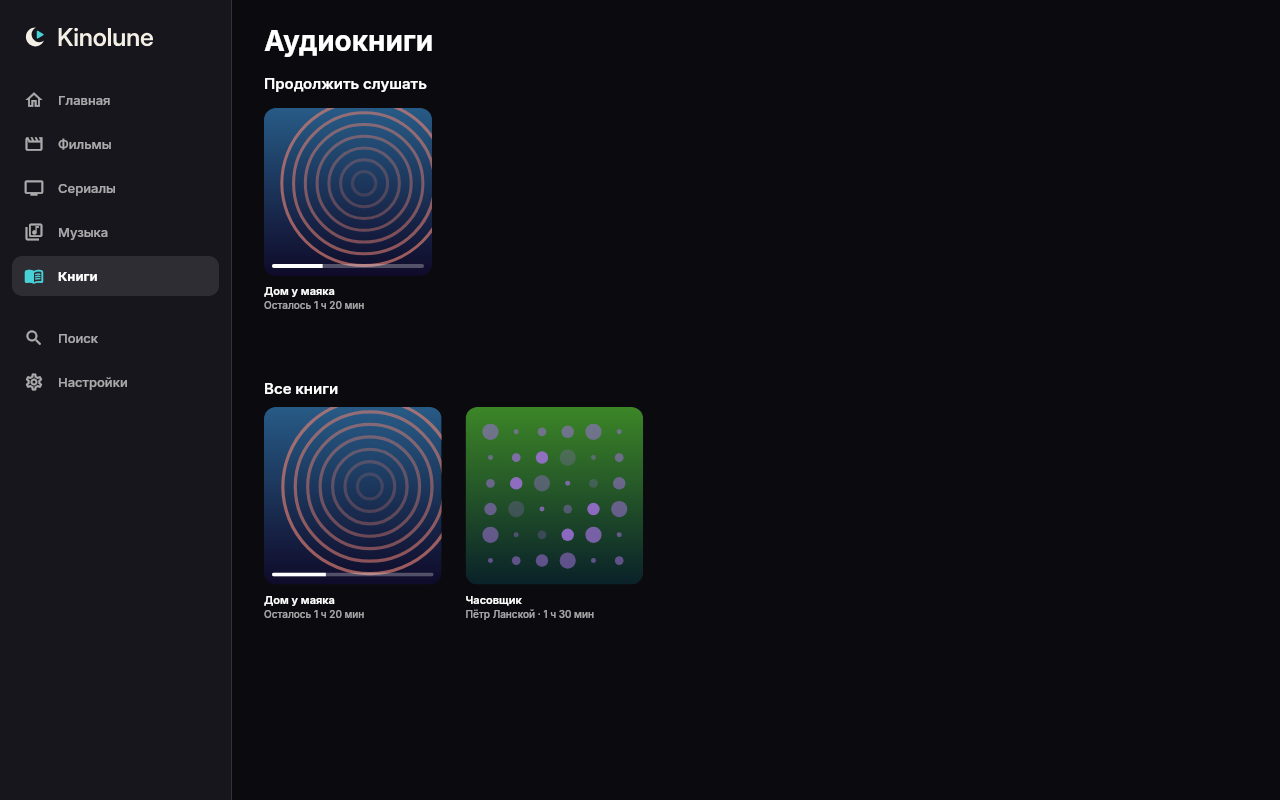 Kinolune
Главная
Фильмы
Сериалы
Музыка
Книги
Поиск
Настройки
Аудиокниги
Продолжить слушать
Дом у маяка
Осталось 1 ч 20 мин
Все книги
Дом у маяка
Осталось 1 ч 20 мин
Часовщик
Пётр Ланской · 1 ч 30 мин